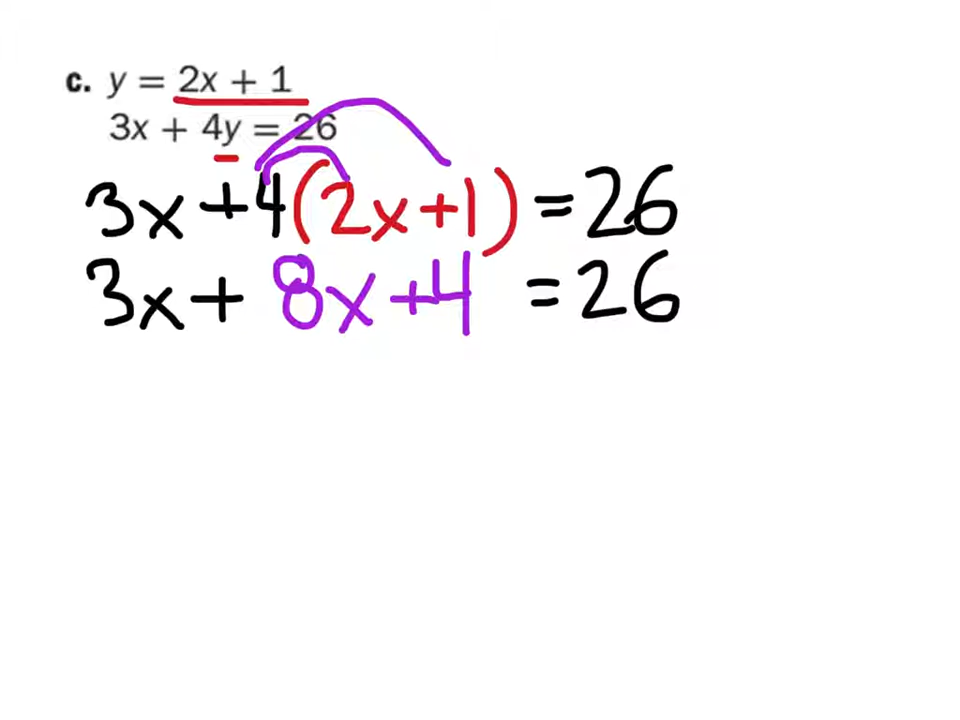 c. y = 2x + 1
3x + 4y = 26
3x + 4(2x + 1) = 26
3x + 8x + 4 = 26